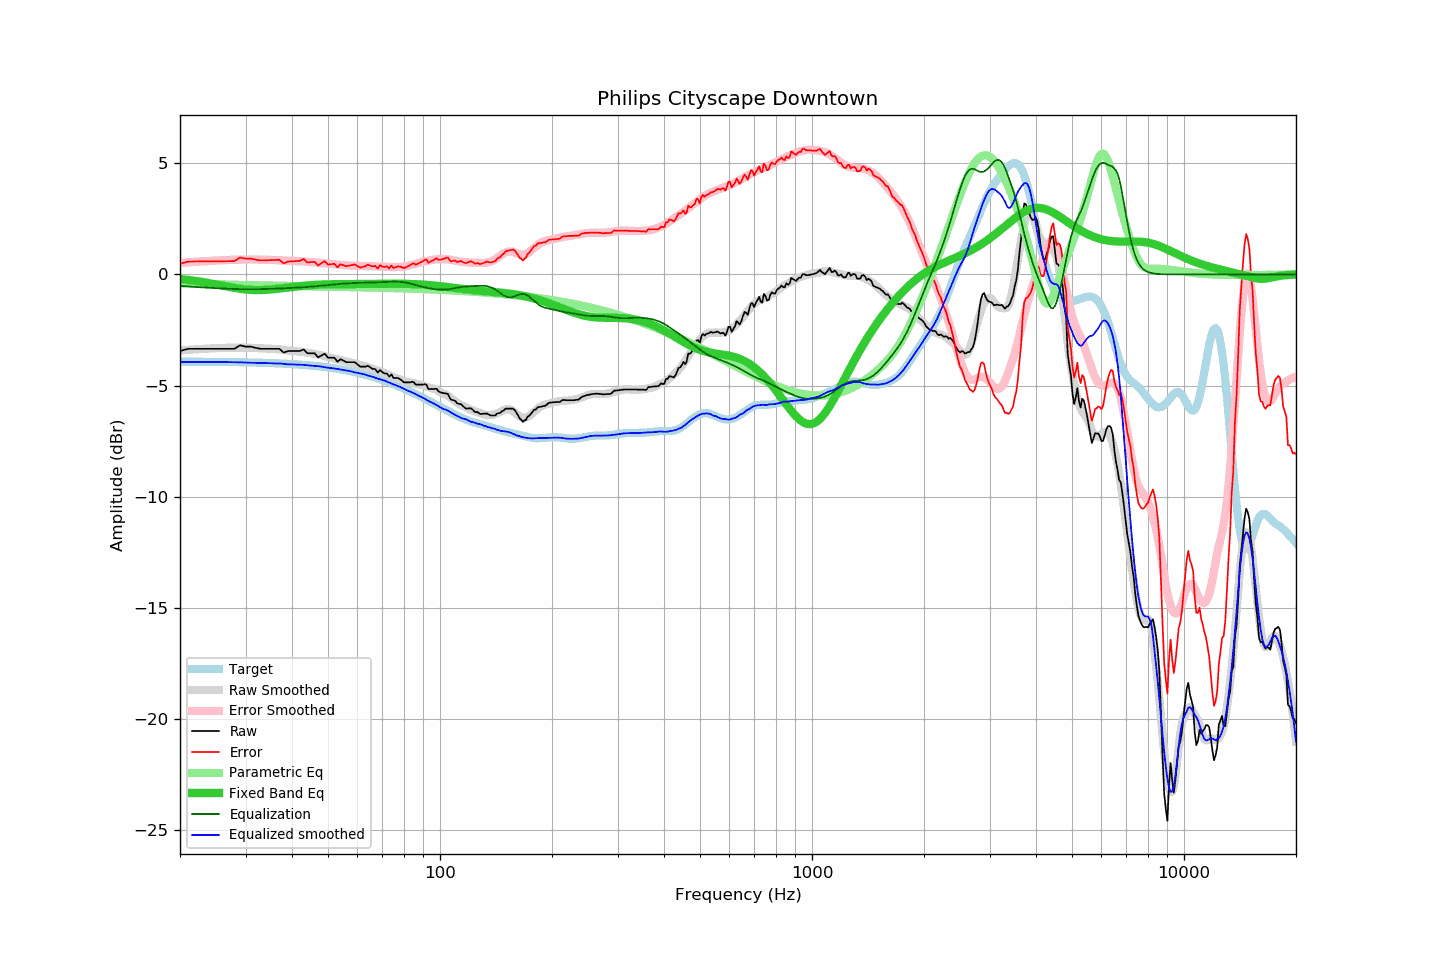 Philips Cityscape Downtown
Amplitude (dBr)
5
0
−5
−10
−15
−20
−25
Target
Raw Smoothed
Error Smoothed
Raw
Error
Parametric Eq
Fixed Band Eq
Equalization
Equalized smoothed
100
1000
10000
Frequency (Hz)